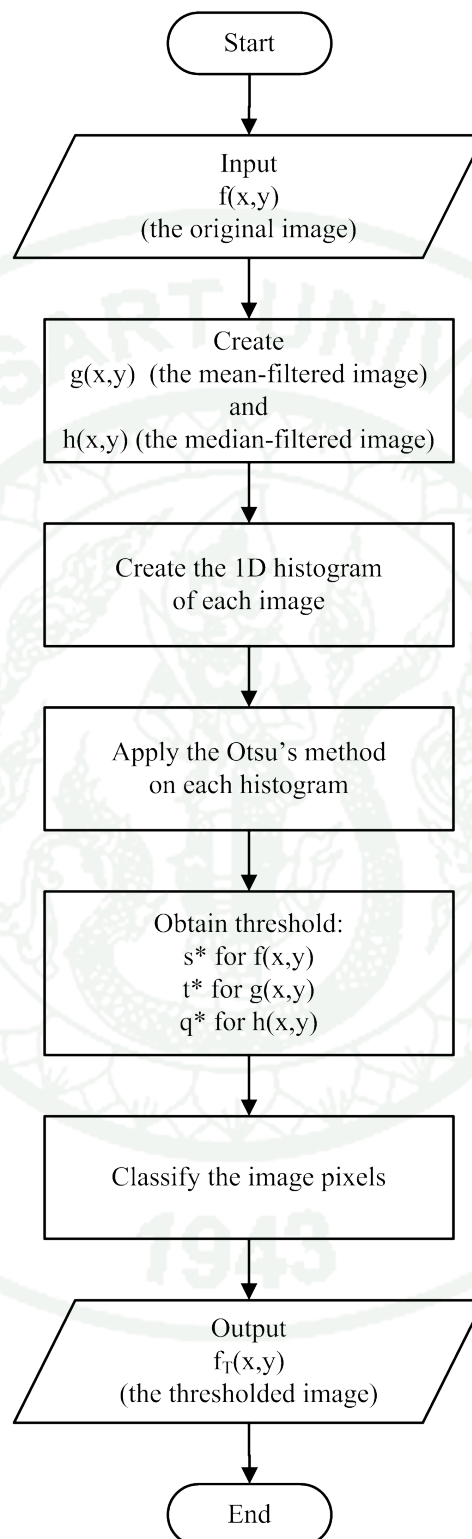 Start
Input
f(x,y)
(the original image)
Create
g(x,y) (the mean-filtered image)
and
h(x,y) (the median-filtered image)
Create the 1D histogram
of each image
Apply the Otsu’s method
on each histogram
Obtain threshold:
s* for f(x,y)
t* for g(x,y)
q* for h(x,y)
Classify the image pixels
1943
Output
f_T(x,y)
(the thresholded image)
End